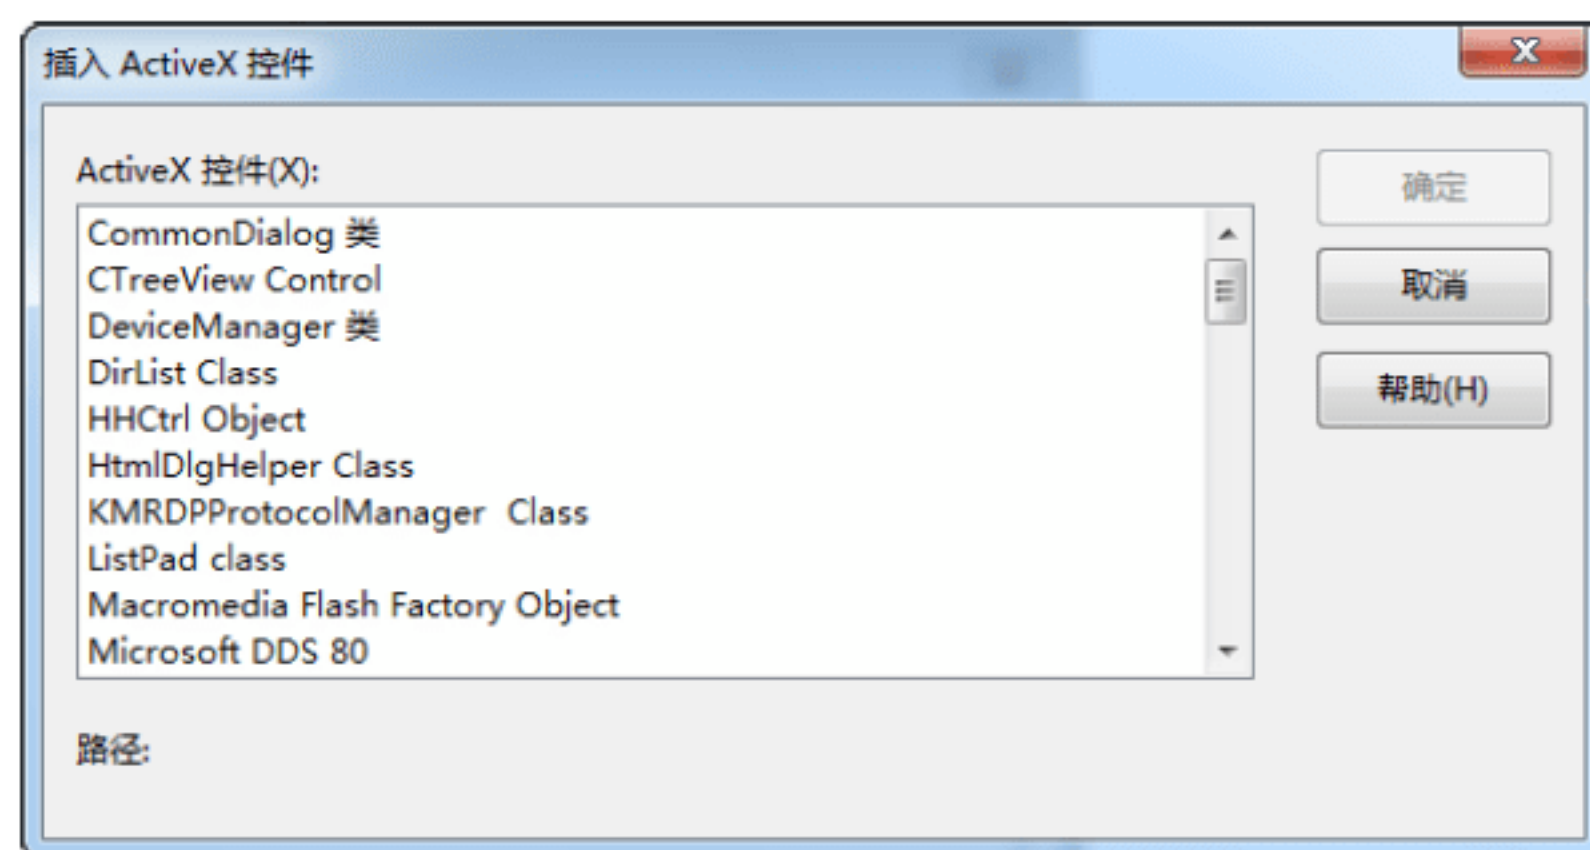 插入 ActiveX 控件
ActiveX 控件(X):
CommonDialog 类
CTreeView Control
DeviceManager 类
DirList Class
HHCtrl Object
HtmlDlgHelper Class
KMRDPProtocolManager  Class
ListPad class
Macromedia Flash Factory Object
Microsoft DDS 80
确定
取消
帮助(H)
路径: